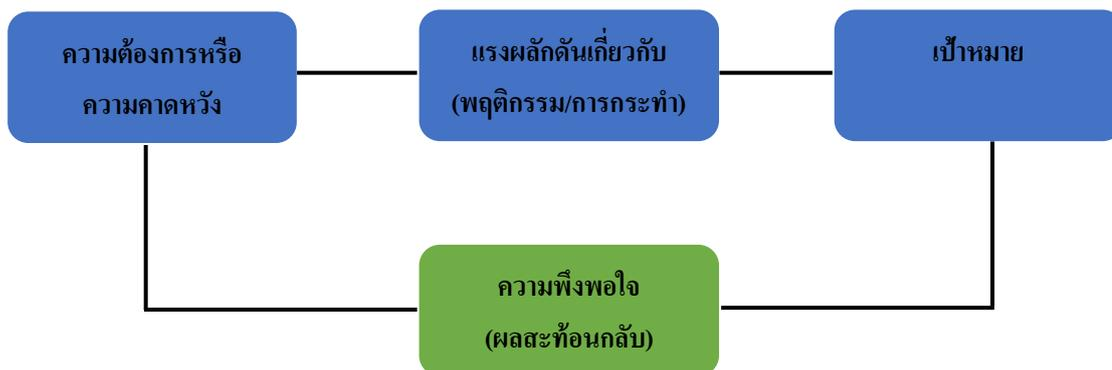 ความต้องการหรือ
ความคาดหวัง
แรงผลักดันเกี่ยวกับ
(พฤติกรรม/การกระทำ)
เป้าหมาย
ความพึงพอใจ
(ผลสะท้อนกลับ)